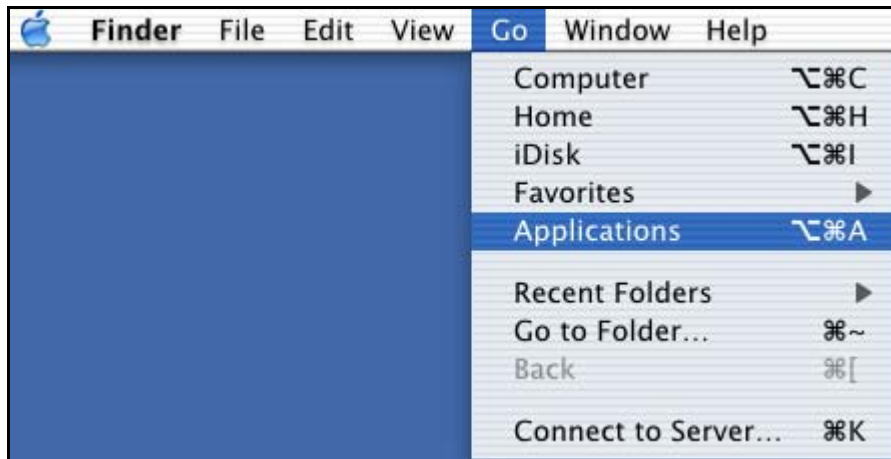 Finder File Edit View Go Window Help
Computer ⌥⌘C
Home ⌥⌘H
iDisk ⌥⌘I
Favorites ▶
Applications ⌥⌘A
Recent Folders ▶
Go to Folder... ⌘~
Back ⌘[
Connect to Server... ⌘K